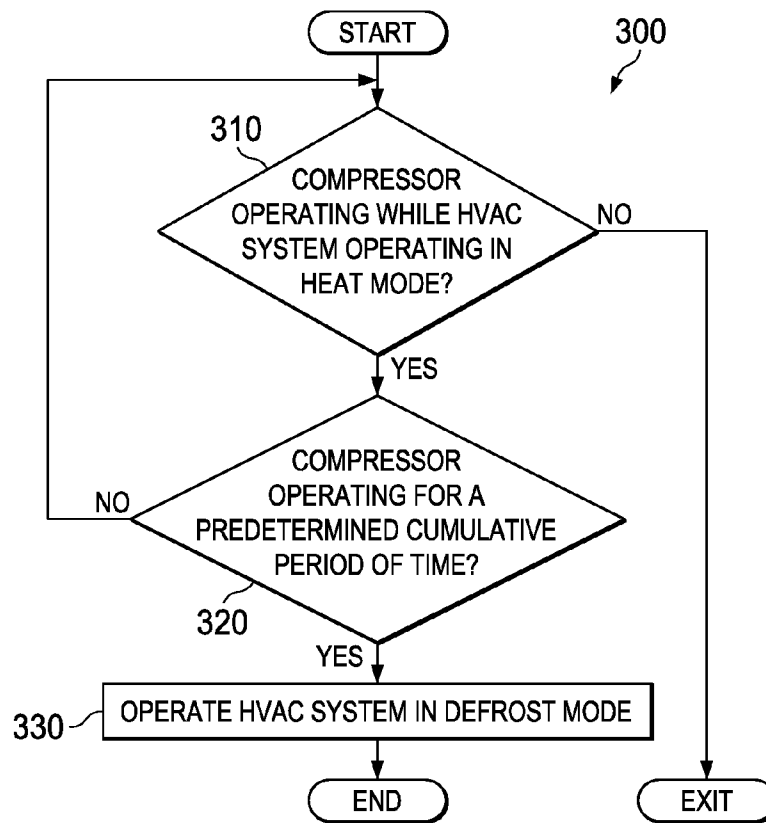 START
300
310
COMPRESSOR
OPERATING WHILE HVAC
SYSTEM OPERATING IN
HEAT MODE?
NO
YES
COMPRESSOR
OPERATING FOR A
PREDETERMINED CUMULATIVE
PERIOD OF TIME?
NO
320
YES
330
OPERATE HVAC SYSTEM IN DEFROST MODE
END
EXIT